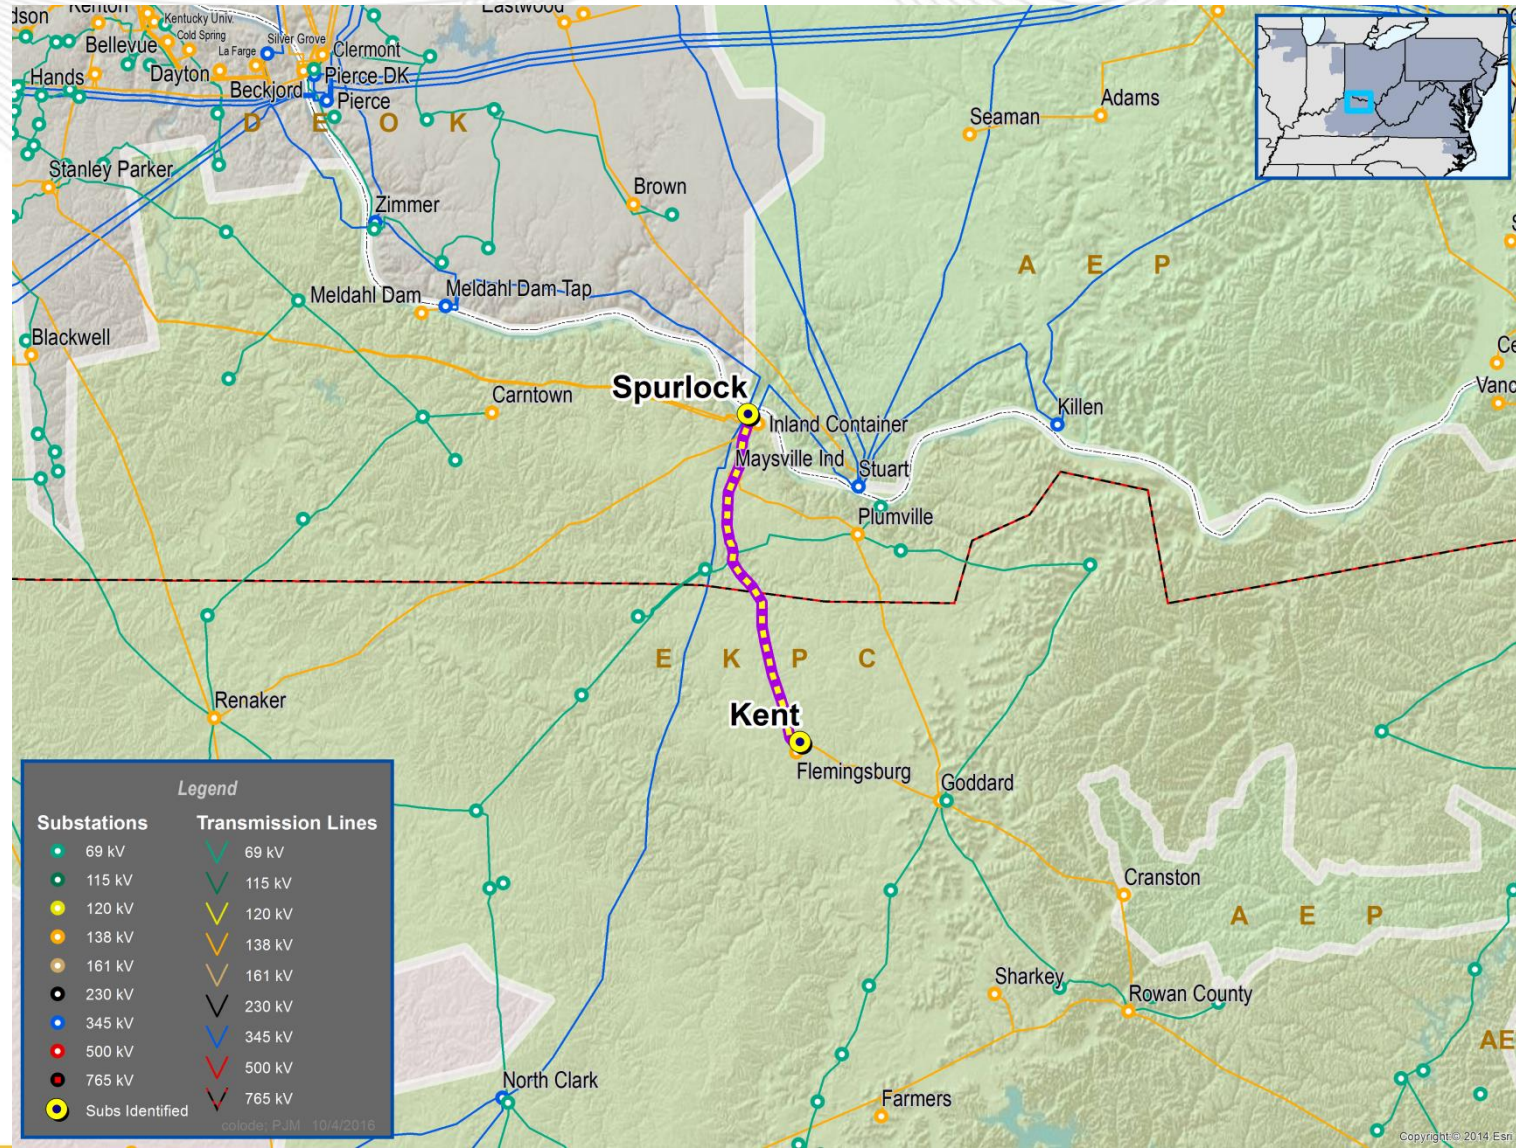 Kenton
Kentucky Univ.
Cold Spring
Bellevue
La Farge
Silver Grove
Clermont
Eastwood
Hands
Dayton
Pierce DK
Beckjord
Pierce
D E O K
Adams
Seaman
Stanley Parker
Brown
Zimmer
A E P
Meldahl Dam
Meldahl Dam Tap
Blackwell
Spurlock
Carntown
Killen
Inland Container
Maysville Ind
Stuart
Plumville
E K P C
Renaker
Kent
Flemingsburg
Goddard
Cranston
A E P
Sharkey
Rowan County
AE
North Clark
Farmers
Legend
Substations
69 kV
115 kV
120 kV
138 kV
161 kV
230 kV
345 kV
500 kV
765 kV
Subs Identified
Transmission Lines
69 kV
115 kV
120 kV
138 kV
161 kV
230 kV
345 kV
500 kV
765 kV
colode; PJM 10/4/2016
Copyright:© 2014 Esri